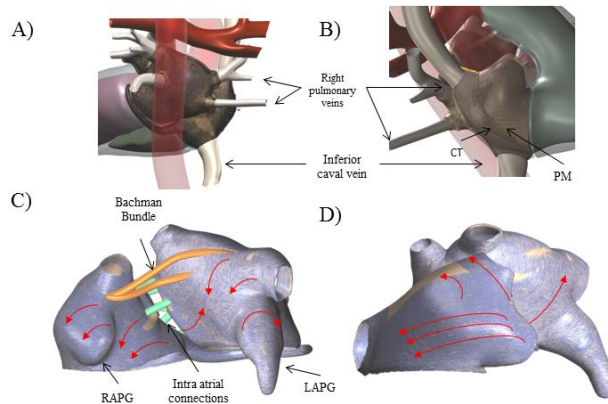 A)
B)
Right
pulmonary
veins
Inferior
caval vein
CT
PM
C)
Bachman
Bundle
D)
Intra atrial
connections
RAPG
LAPG